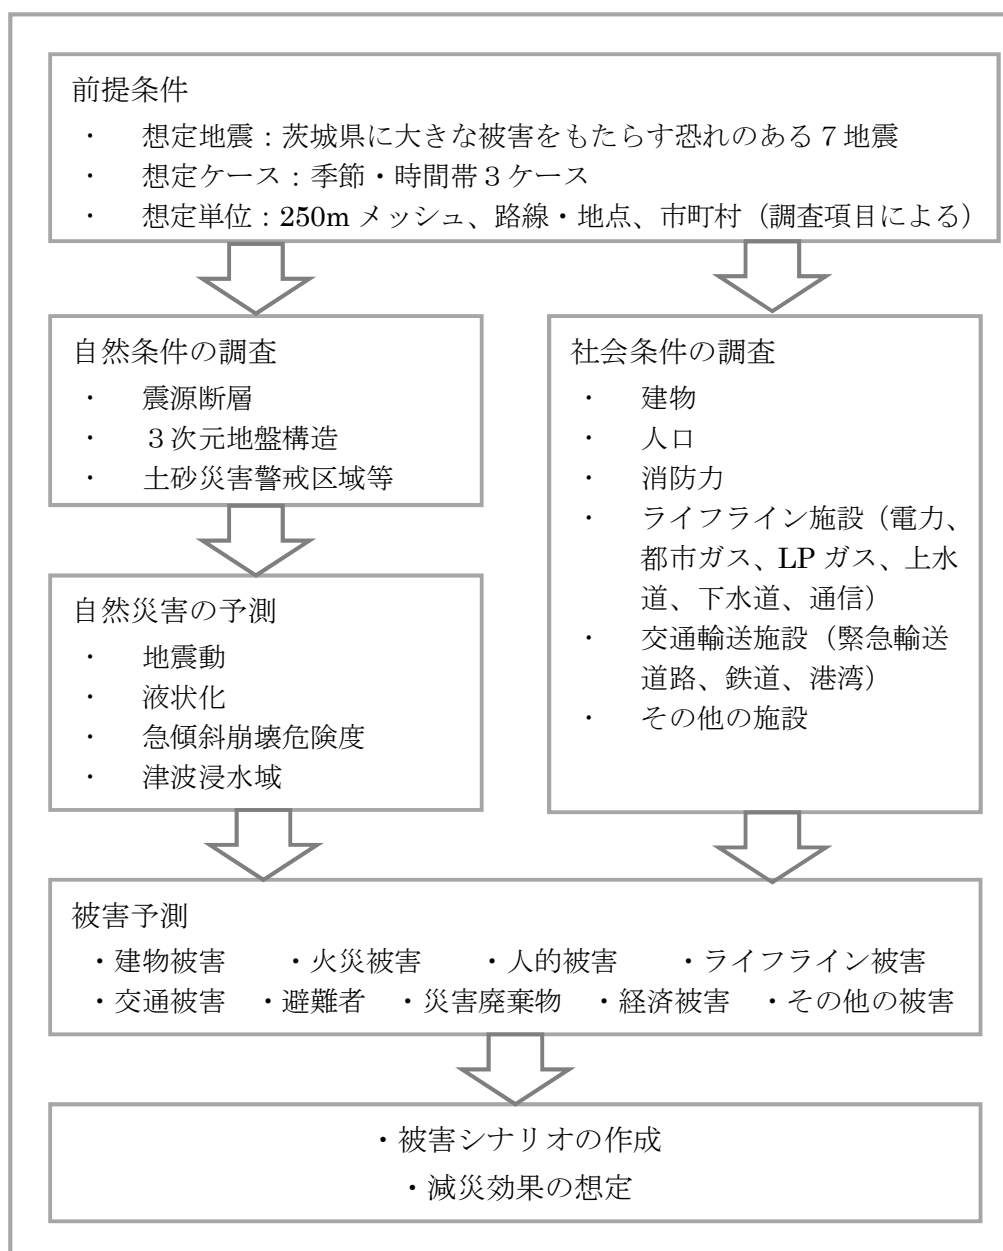 前提条件
・ 想定地震：茨城県に大きな被害をもたらす恐れのある７地震
・ 想定ケース：季節・時間帯３ケース
・ 想定単位：250m メッシュ、路線・地点、市町村（調査項目による）
自然条件の調査
・ 震源断層
・ ３次元地盤構造
・ 土砂災害警戒区域等
自然災害の予測
・ 地震動
・ 液状化
・ 急傾斜崩壊危険度
・ 津波浸水域
社会条件の調査
・ 建物
・ 人口
・ 消防力
・ ライフライン施設（電力、
都市ガス、LP ガス、上水
道、下水道、通信）
・ 交通輸送施設（緊急輸送
道路、鉄道、港湾）
・ その他の施設
被害予測
・建物被害 ・火災被害 ・人的被害 ・ライフライン被害
・交通被害 ・避難者 ・災害廃棄物 ・経済被害 ・その他の被害
・被害シナリオの作成
・減災効果の想定